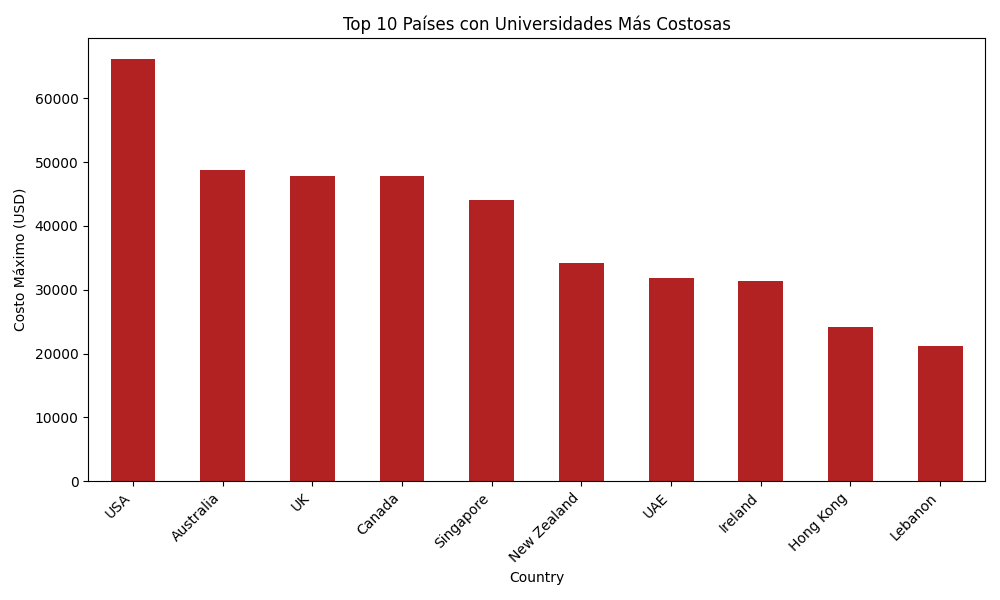 Top 10 Países con Universidades Más Costosas
Costo Máximo (USD)
60000
50000
40000
30000
20000
10000
0
USA
Australia
UK
Canada
Singapore
New Zealand
UAE
Ireland
Hong Kong
Lebanon
Country